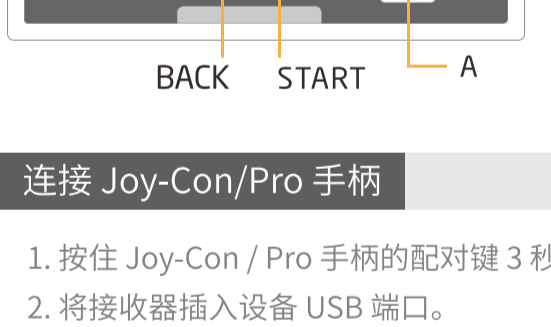 BACK START A
连接 Joy-Con/Pro 手柄
1. 按住 Joy-Con / Pro 手柄的配对键 3 秒
2. 将接收器插入设备 USB 端口。